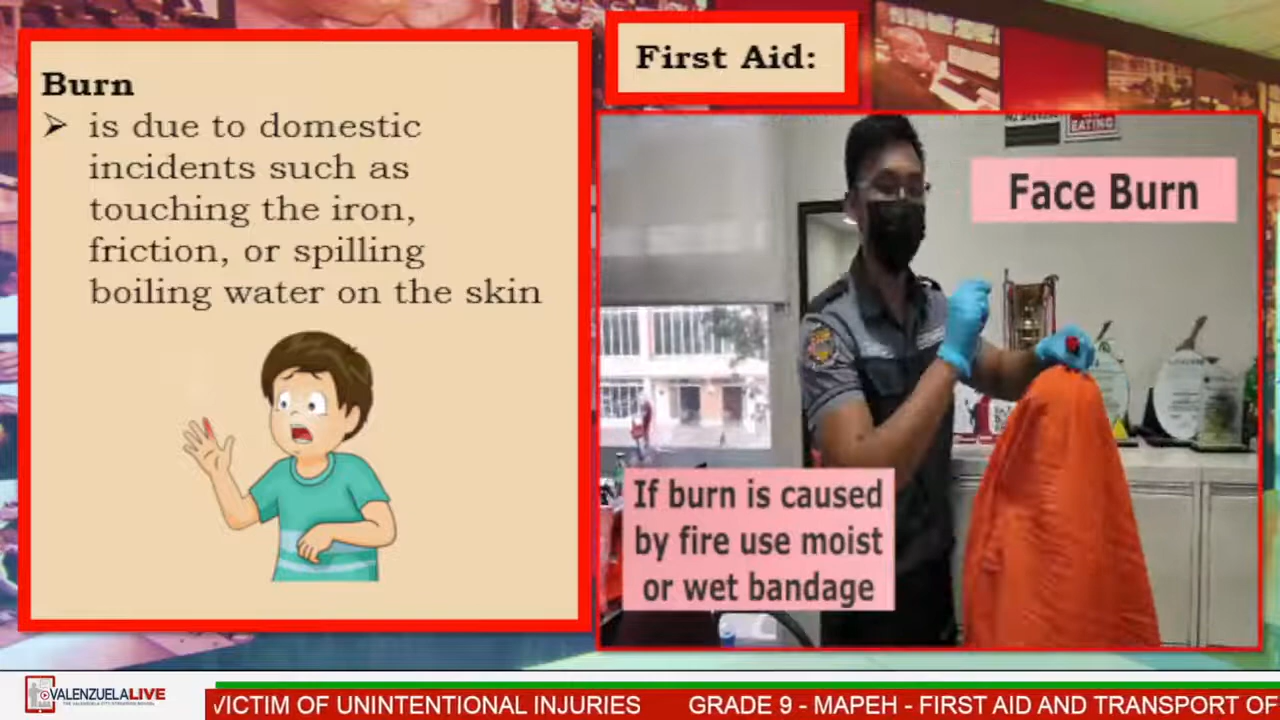 Burn
➢ is due to domestic
incidents such as
touching the iron,
friction, or spilling
boiling water on the skin
First Aid:
EATING
Face Burn
If burn is caused
by fire use moist
or wet bandage
VALENZUELALIVE
VICTIM OF UNINTENTIONAL INJURIES GRADE 9 - MAPEH - FIRST AID AND TRANSPORT OF